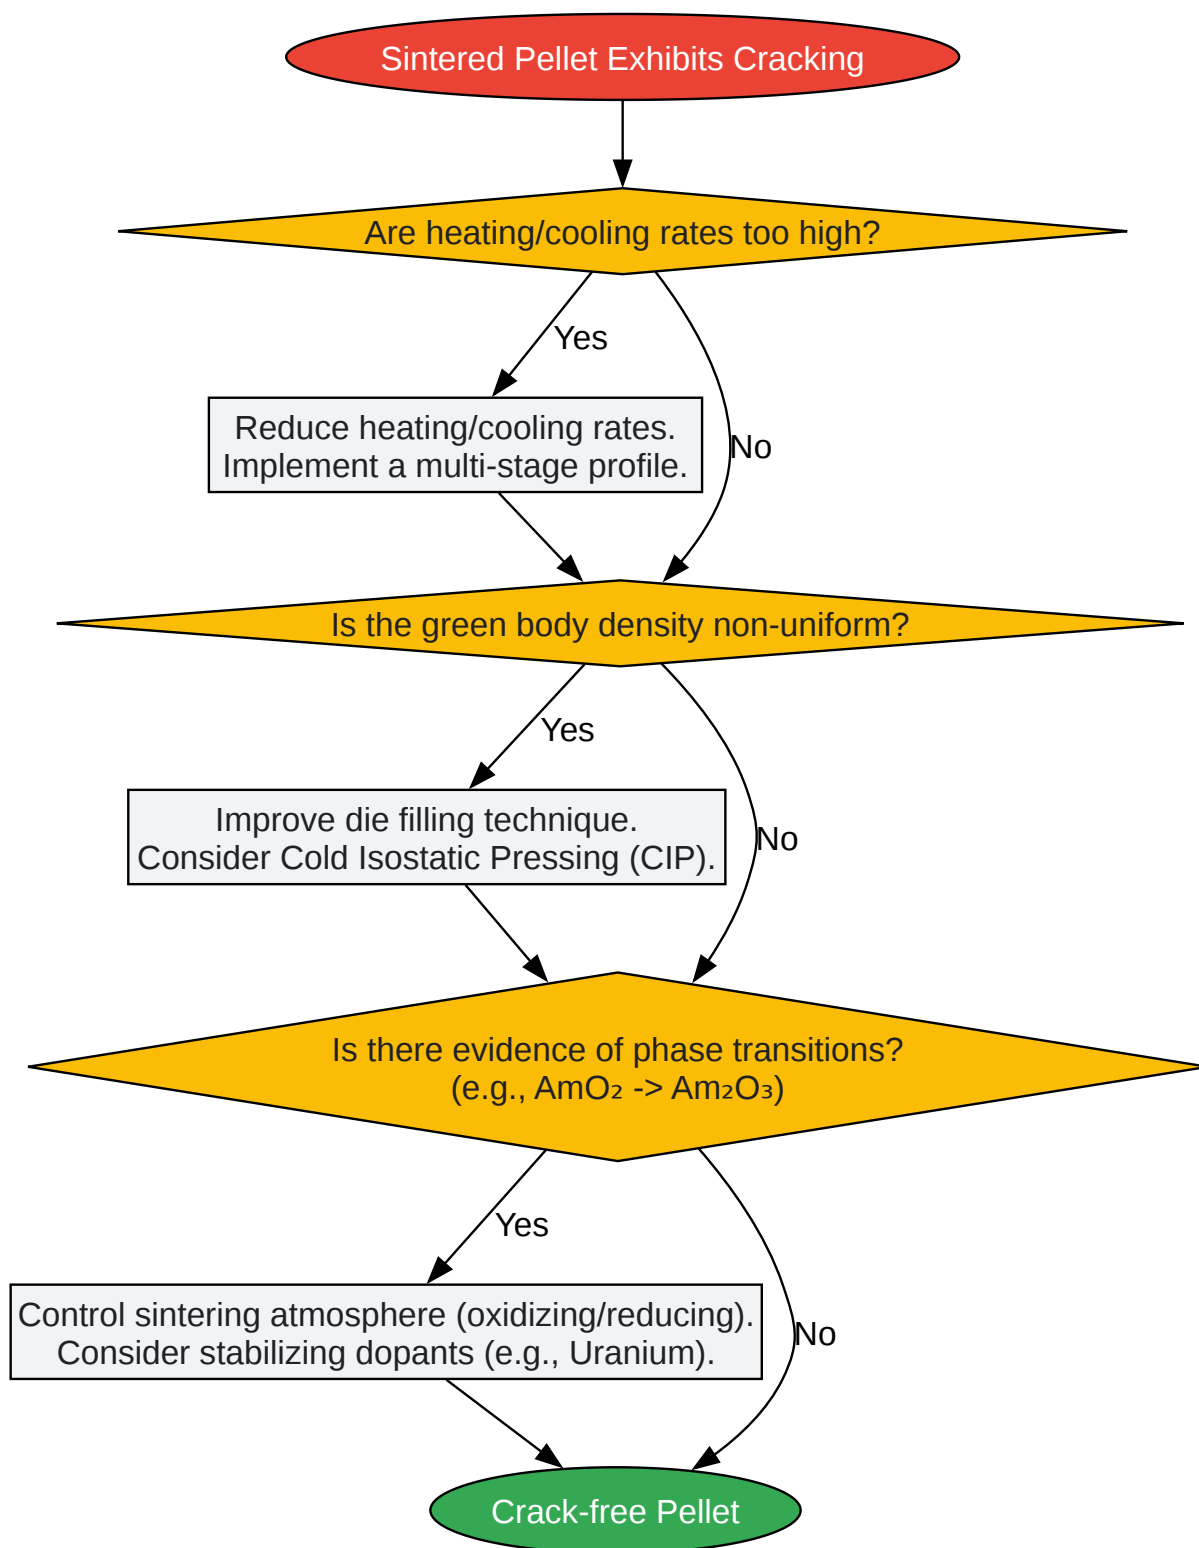 Sintered Pellet Exhibits Cracking
Are heating/cooling rates too high?
Yes
Reduce heating/cooling rates.
Implement a multi-stage profile.
No
Is the green body density non-uniform?
Yes
Improve die filling technique.
Consider Cold Isostatic Pressing (CIP).
No
Is there evidence of phase transitions?
(e.g., AmO₂ -> Am₂O₃)
Yes
Control sintering atmosphere (oxidizing/reducing).
Consider stabilizing dopants (e.g., Uranium).
No
Crack-free Pellet